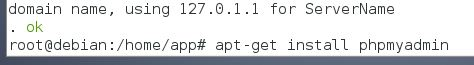 domain name, using 127.0.1.1 for ServerName
. ok
root@debian:/home/app# apt-get install phpmyadmin